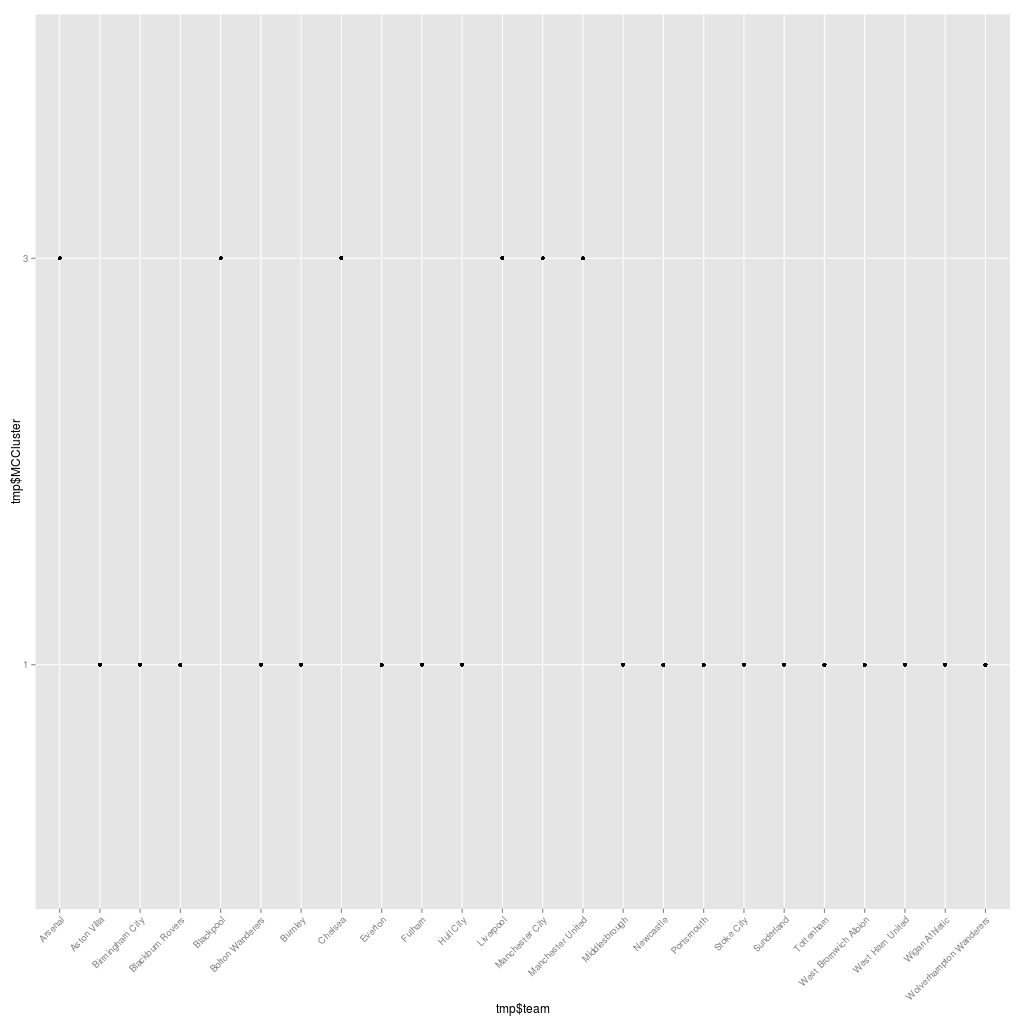 tmp$MCCluster
3
1
Arsenal
Aston Villa
Birmingham City
Blackburn Rovers
Blackpool
Bolton Wanderers
Burnley
Chelsea
Everton
Fulham
Hull City
Liverpool
Manchester City
Manchester United
Middlesbrough
Newcastle
Portsmouth
Stoke City
Sunderland
Tottenham
West Bromwich Albion
West Ham United
Wigan Athletic
Wolverhampton Wanderers
tmp$team